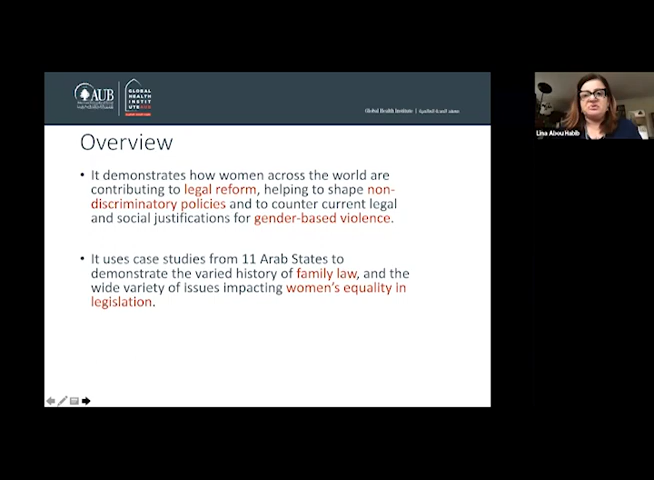 AUB
GLOBAL
HEALTH
INSTIT
UTE
Global Health Institute
Lina Abou Habib
Overview
• It demonstrates how women across the world are
contributing to legal reform, helping to shape non-
discriminatory policies and to counter current legal
and social justifications for gender-based violence.
• It uses case studies from 11 Arab States to
demonstrate the varied history of family law, and the
wide variety of issues impacting women's equality in
legislation.